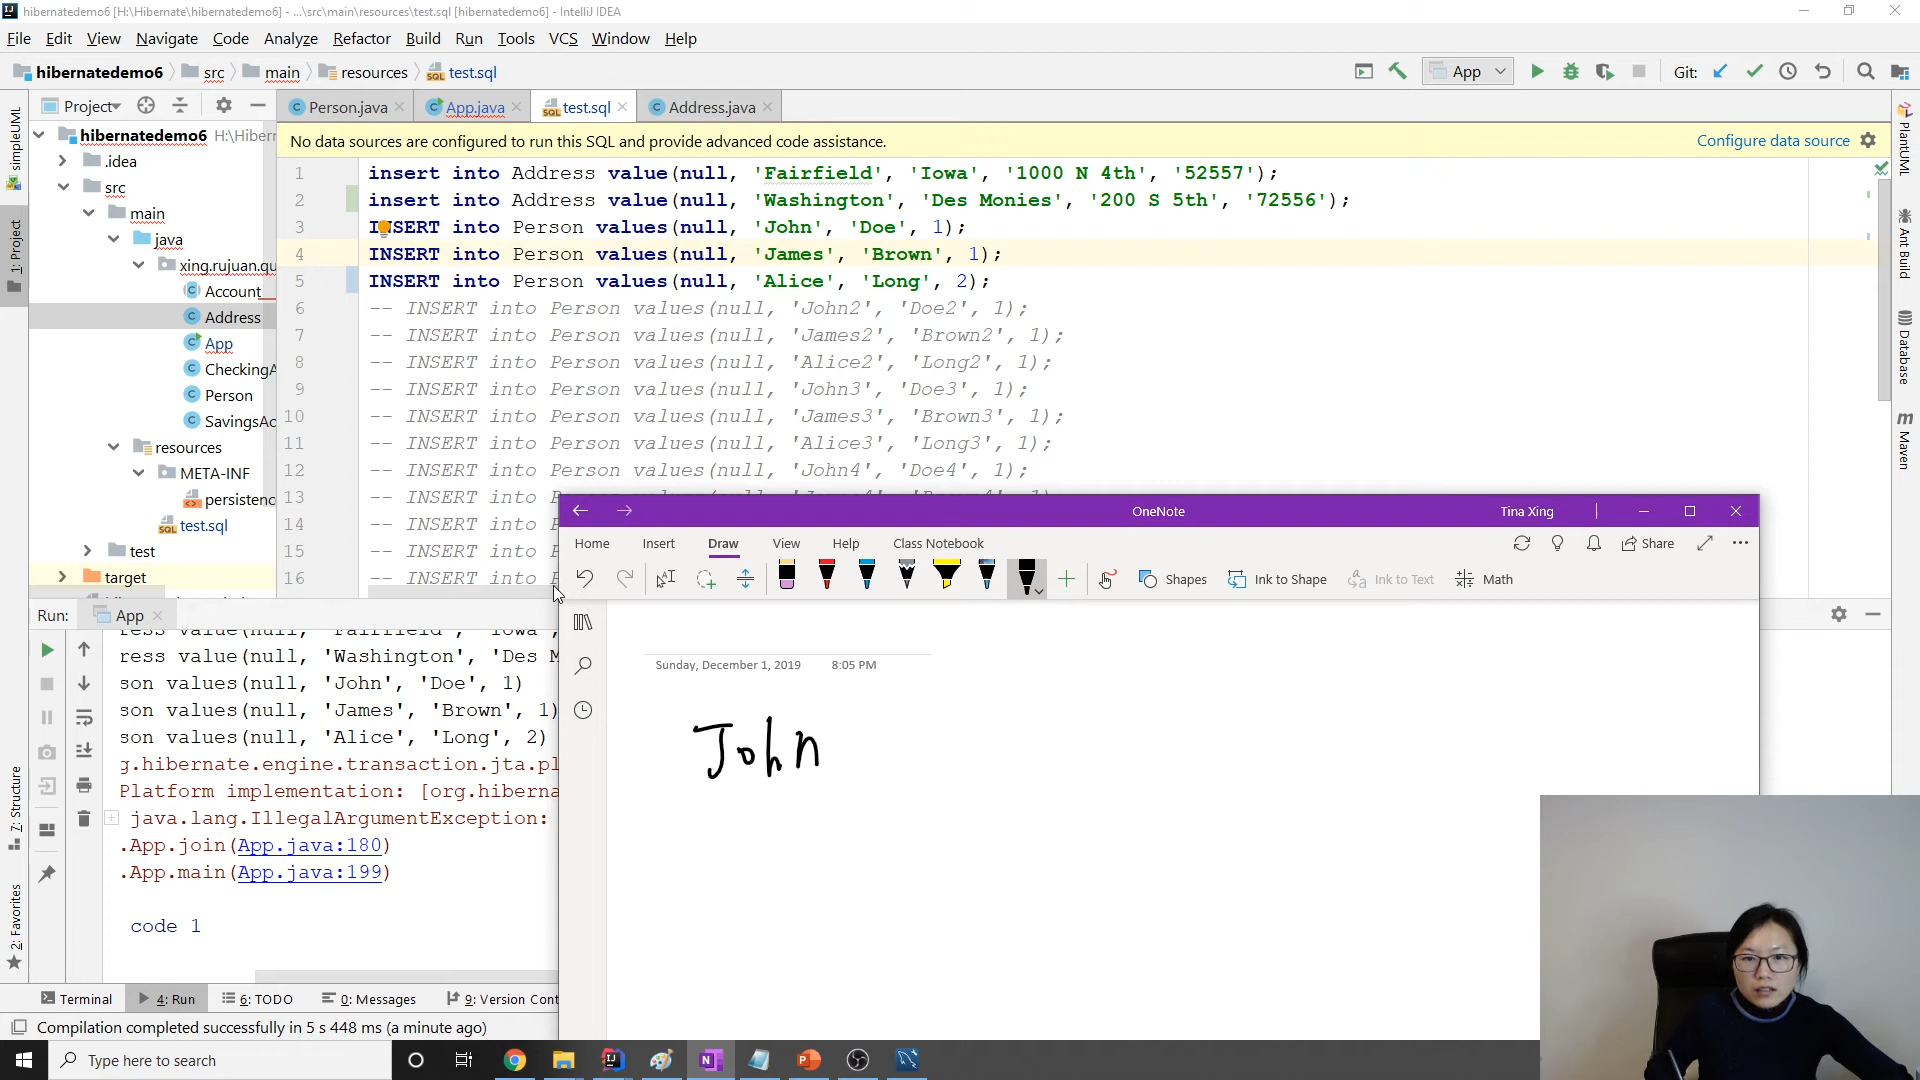 hibernatedemo6 [H:\Hibernate\hibernatedemo6] - ...\src\main\resources\test.sql [hibernatedemo6] - IntelliJ IDEA
File Edit View Navigate Code Analyze Refactor Build Run Tools VCS Window Help
hibernatedemo6 src main resources test.sql App Git:
Project Person.java App.java test.sql Address.java
No data sources are configured to run this SQL and provide advanced code assistance. Configure data source
hibernatedemo6 H:\Hiber
.idea
src
main
java
xing.rujuan.qu
Account
Address
App
CheckingA
Person
SavingsAc
resources
META-INF
persistenc
test.sql
test
target
1 insert into Address value(null, 'Fairfield', 'Iowa', '1000 N 4th', '52557');
2 insert into Address value(null, 'Washington', 'Des Monies', '200 S 5th', '72556');
3 INSERT into Person values(null, 'John', 'Doe', 1);
4 INSERT into Person values(null, 'James', 'Brown', 1);
5 INSERT into Person values(null, 'Alice', 'Long', 2);
6 -- INSERT into Person values(null, 'John2', 'Doe2', 1);
7 -- INSERT into Person values(null, 'James2', 'Brown2', 1);
8 -- INSERT into Person values(null, 'Alice2', 'Long2', 1);
9 -- INSERT into Person values(null, 'John3', 'Doe3', 1);
10 -- INSERT into Person values(null, 'James3', 'Brown3', 1);
11 -- INSERT into Person values(null, 'Alice3', 'Long3', 1);
12 -- INSERT into Person values(null, 'John4', 'Doe4', 1);
13 -- INSERT into
14 -- INSERT into
15 -- INSERT into
16 -- INSERT into
simpleUML
1: Project
7: Structure
2: Favorites
PlantUML
Ant Build
Database
Maven
Run: App
ress value(null, 'Fairfield', 'Iowa',
ress value(null, 'Washington', 'Des M
son values(null, 'John', 'Doe', 1)
son values(null, 'James', 'Brown', 1)
son values(null, 'Alice', 'Long', 2)
g.hibernate.engine.transaction.jta.pl
Platform implementation: [org.hiberna
java.lang.IllegalArgumentException:
.App.join(App.java:180)
.App.main(App.java:199)
code 1
Terminal 4: Run 6: TODO 0: Messages 9: Version Cont
Compilation completed successfully in 5 s 448 ms (a minute ago)
OneNote Tina Xing
Home Insert Draw View Help Class Notebook Share
Shapes Ink to Shape Ink to Text Math
Sunday, December 1, 2019 8:05 PM
John
Type here to search